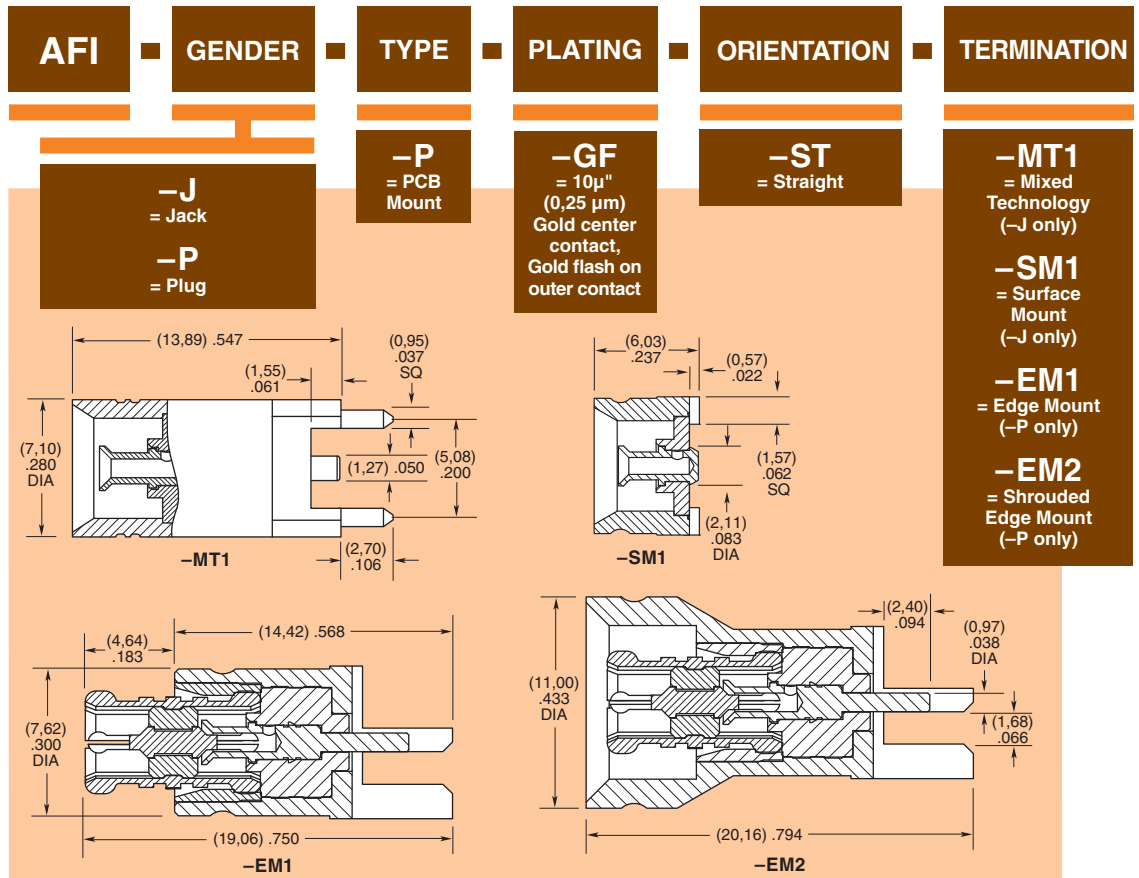 AFI - GENDER - TYPE - PLATING - ORIENTATION - TERMINATION
–J
= Jack
–P
= Plug
–P
= PCB
Mount
–GF
= 10µ"
(0,25 µm)
Gold center
contact,
Gold flash on
outer contact
–ST
= Straight
–MT1
= Mixed
Technology
(–J only)
–SM1
= Surface
Mount
(–J only)
–EM1
= Edge Mount
(–P only)
–EM2
= Shrouded
Edge Mount
(–P only)
(13,89) .547
(0,95)
.037
SQ
(1,55)
.061
(7,10)
.280
DIA
(1,27) .050
(5,08)
.200
(2,70)
.106
–MT1
(6,03)
.237
(0,57)
.022
(1,57)
.062
SQ
(2,11)
.083
DIA
–SM1
(4,64)
.183
(14,42) .568
(7,62)
.300
DIA
(19,06) .750
–EM1
(2,40)
.094
(0,97)
.038
DIA
(11,00)
.433
DIA
(1,68)
.066
(20,16) .794
–EM2